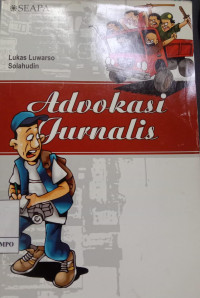 SEAPA
Lukas Luwarso
Solahudin
Advokasi
Jurnalis
MPO